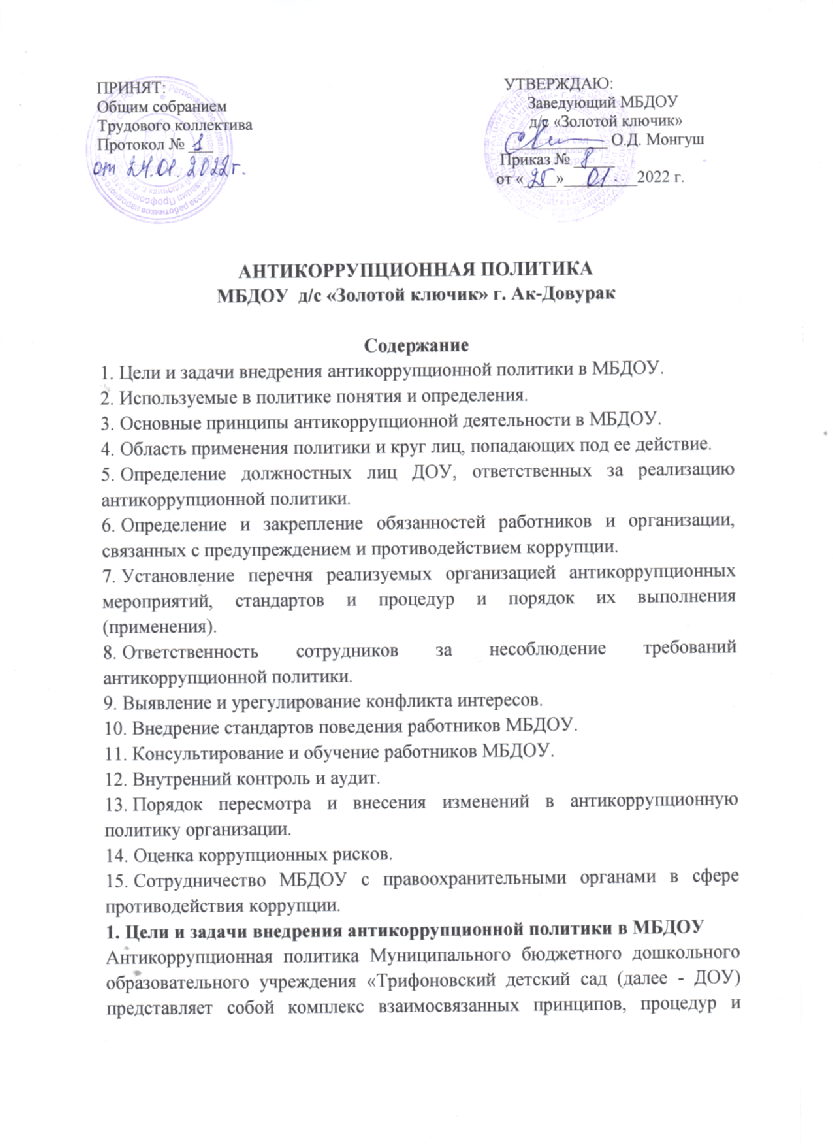 ПРИНЯТ:
Общим собранием
Трудового коллектива
Протокол № 1
от 24.01.2022г.
УТВЕРЖДАЮ:
Заведующий МБДОУ
д/с «Золотой ключик»
О.Д. Монгуш
Приказ № 8
от «25» 01 2022 г.
АНТИКОРРУПЦИОННАЯ ПОЛИТИКА
МБДОУ д/с «Золотой ключик» г. Ак-Довурак
Содержание
1. Цели и задачи внедрения антикоррупционной политики в МБДОУ.
2. Используемые в политике понятия и определения.
3. Основные принципы антикоррупционной деятельности в МБДОУ.
4. Область применения политики и круг лиц, попадающих под ее действие.
5. Определение должностных лиц ДОУ, ответственных за реализацию
антикоррупционной политики.
6. Определение и закрепление обязанностей работников и организации,
связанных с предупреждением и противодействием коррупции.
7. Установление перечня реализуемых организацией антикоррупционных
мероприятий, стандартов и процедур и порядок их выполнения
(применения).
8. Ответственность сотрудников за несоблюдение требований
антикоррупционной политики.
9. Выявление и урегулирование конфликта интересов.
10. Внедрение стандартов поведения работников МБДОУ.
11. Консультирование и обучение работников МБДОУ.
12. Внутренний контроль и аудит.
13. Порядок пересмотра и внесения изменений в антикоррупционную
политику организации.
14. Оценка коррупционных рисков.
15. Сотрудничество МБДОУ с правоохранительными органами в сфере
противодействия коррупции.
1. Цели и задачи внедрения антикоррупционной политики в МБДОУ
Антикоррупционная политика Муниципального бюджетного дошкольного
образовательного учреждения «Трифоновский детский сад (далее - ДОУ)
представляет собой комплекс взаимосвязанных принципов, процедур и